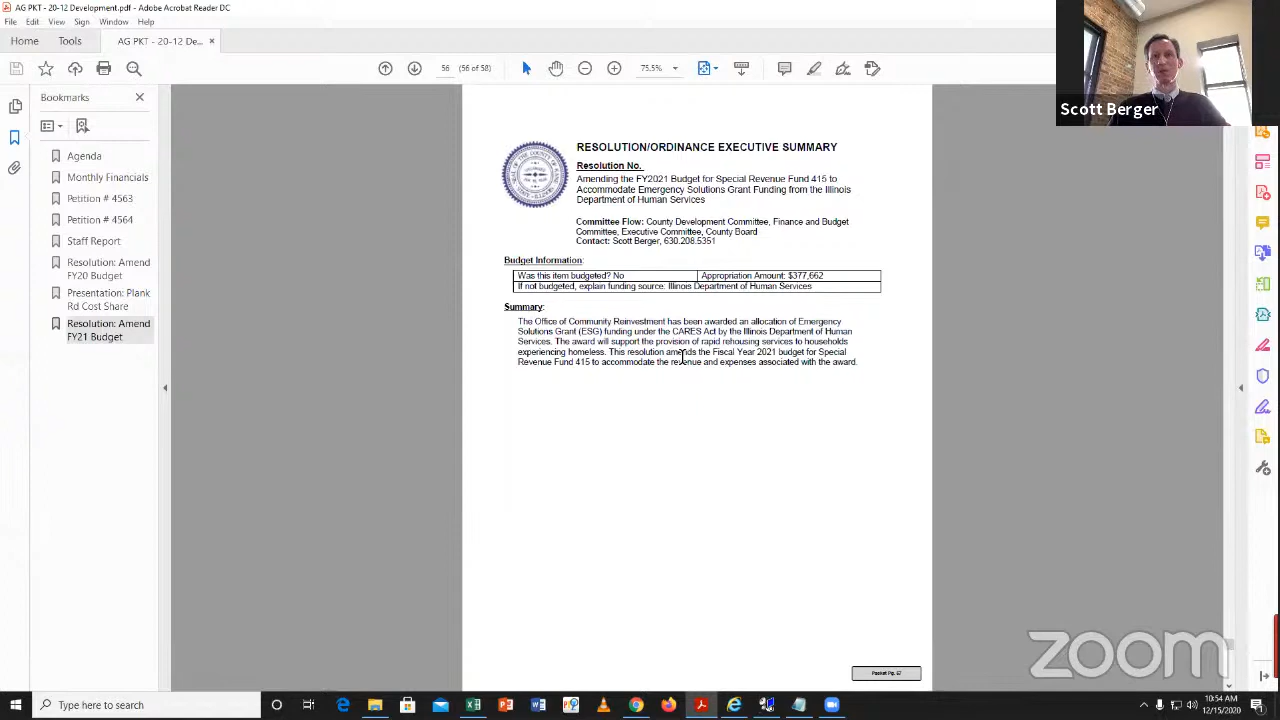 AG PKT - 20-12 Development.pdf - Adobe Acrobat Reader DC
File Edit View Sign Window Help
Home Tools AG PKT - 20-12 De... ×
56 (56 of 58) 75.5%
Scott Berger
Bookmarks
Agenda
Monthly Financials
Petition # 4563
Petition # 4564
Staff Report
Resolution: Amend
FY20 Budget
Presentation: Plank
Rd Cost Share
Resolution: Amend
FY21 Budget
RESOLUTION/ORDINANCE EXECUTIVE SUMMARY
Resolution No.
Amending the FY2021 Budget for Special Revenue Fund 415 to
Accommodate Emergency Solutions Grant Funding from the Illinois
Department of Human Services
Committee Flow: County Development Committee, Finance and Budget
Committee, Executive Committee, County Board
Contact: Scott Berger, 630.208.5351
Budget Information:
Was this item budgeted? No Appropriation Amount: $377,662
If not budgeted, explain funding source: Illinois Department of Human Services
Summary:
The Office of Community Reinvestment has been awarded an allocation of Emergency
Solutions Grant (ESG) funding under the CARES Act by the Illinois Department of Human
Services. The award will support the provision of rapid rehousing services to households
experiencing homeless. This resolution amends the Fiscal Year 2021 budget for Special
Revenue Fund 415 to accommodate the revenue and expenses associated with the award.
Packet Pg. 57
zoom
Type here to search
10:54 AM
12/15/2020